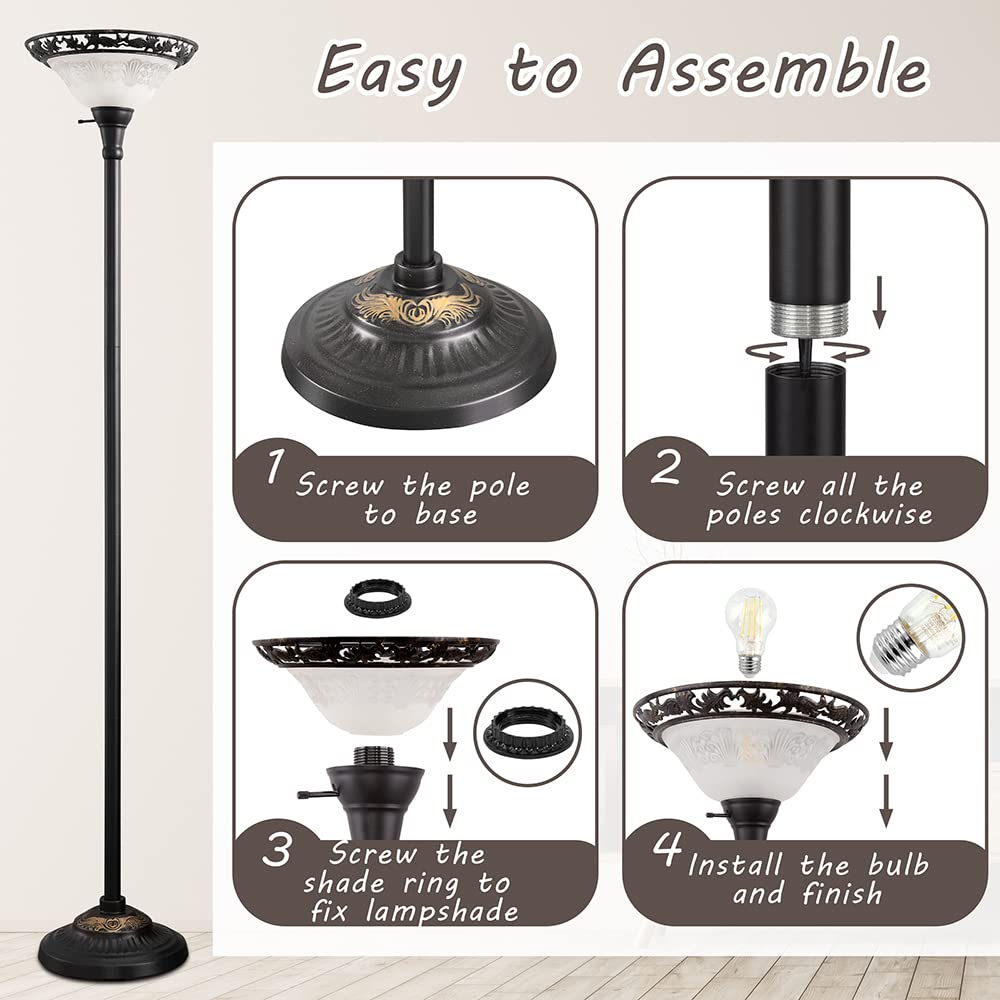 Easy to Assemble
1
Screw the pole
to base
2
Screw all the
poles clockwise
3
Screw the
shade ring to
fix lampshade
4
Install the bulb
and finish